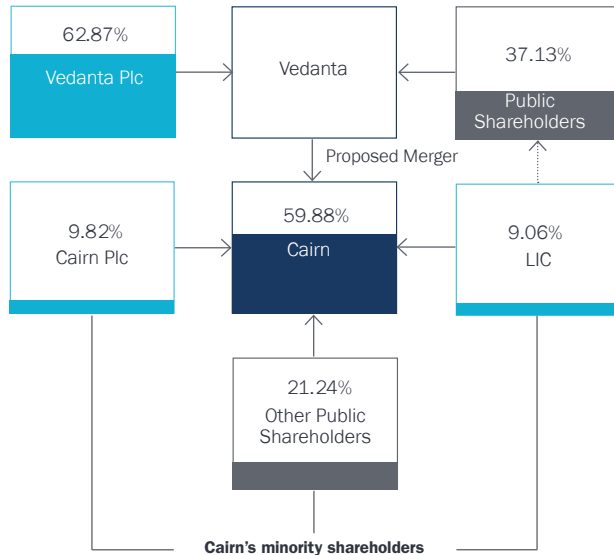 62.87%
Vedanta Plc
Vedanta
37.13%
Public
Shareholders
Proposed Merger
9.82%
Cairn Plc
59.88%
Cairn
9.06%
LIC
21.24%
Other Public
Shareholders
Cairn's minority shareholders